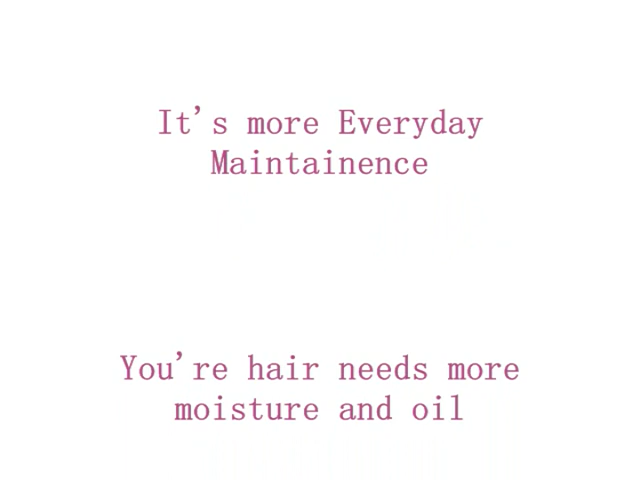 It's more Everyday
Maintainence
You're hair needs more
moisture and oil